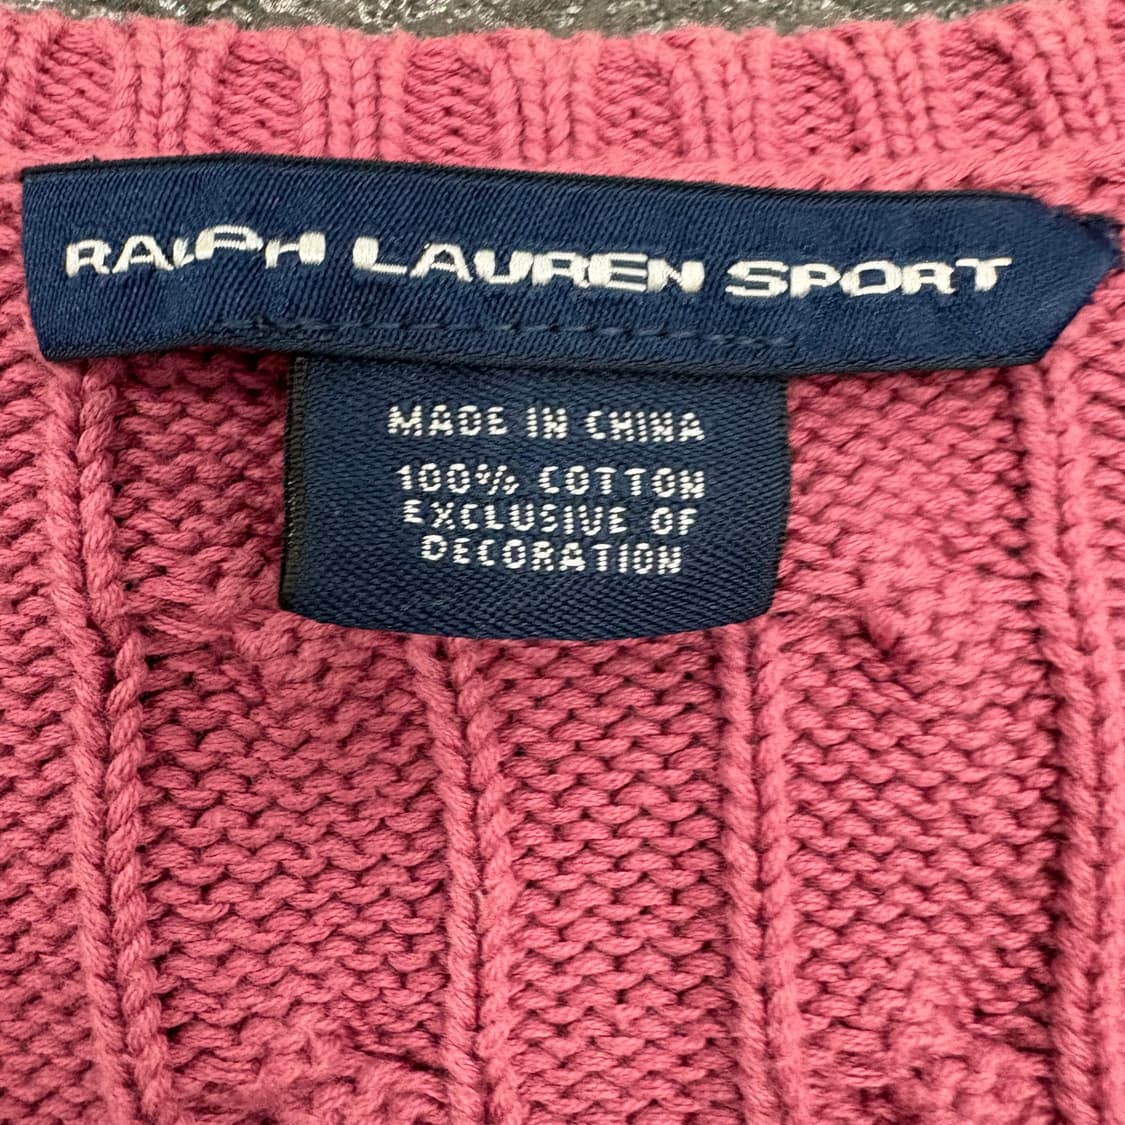 RALPH LAUREN SPORT
MADE IN CHINA
100% COTTON
EXCLUSIVE OF
DECORATION